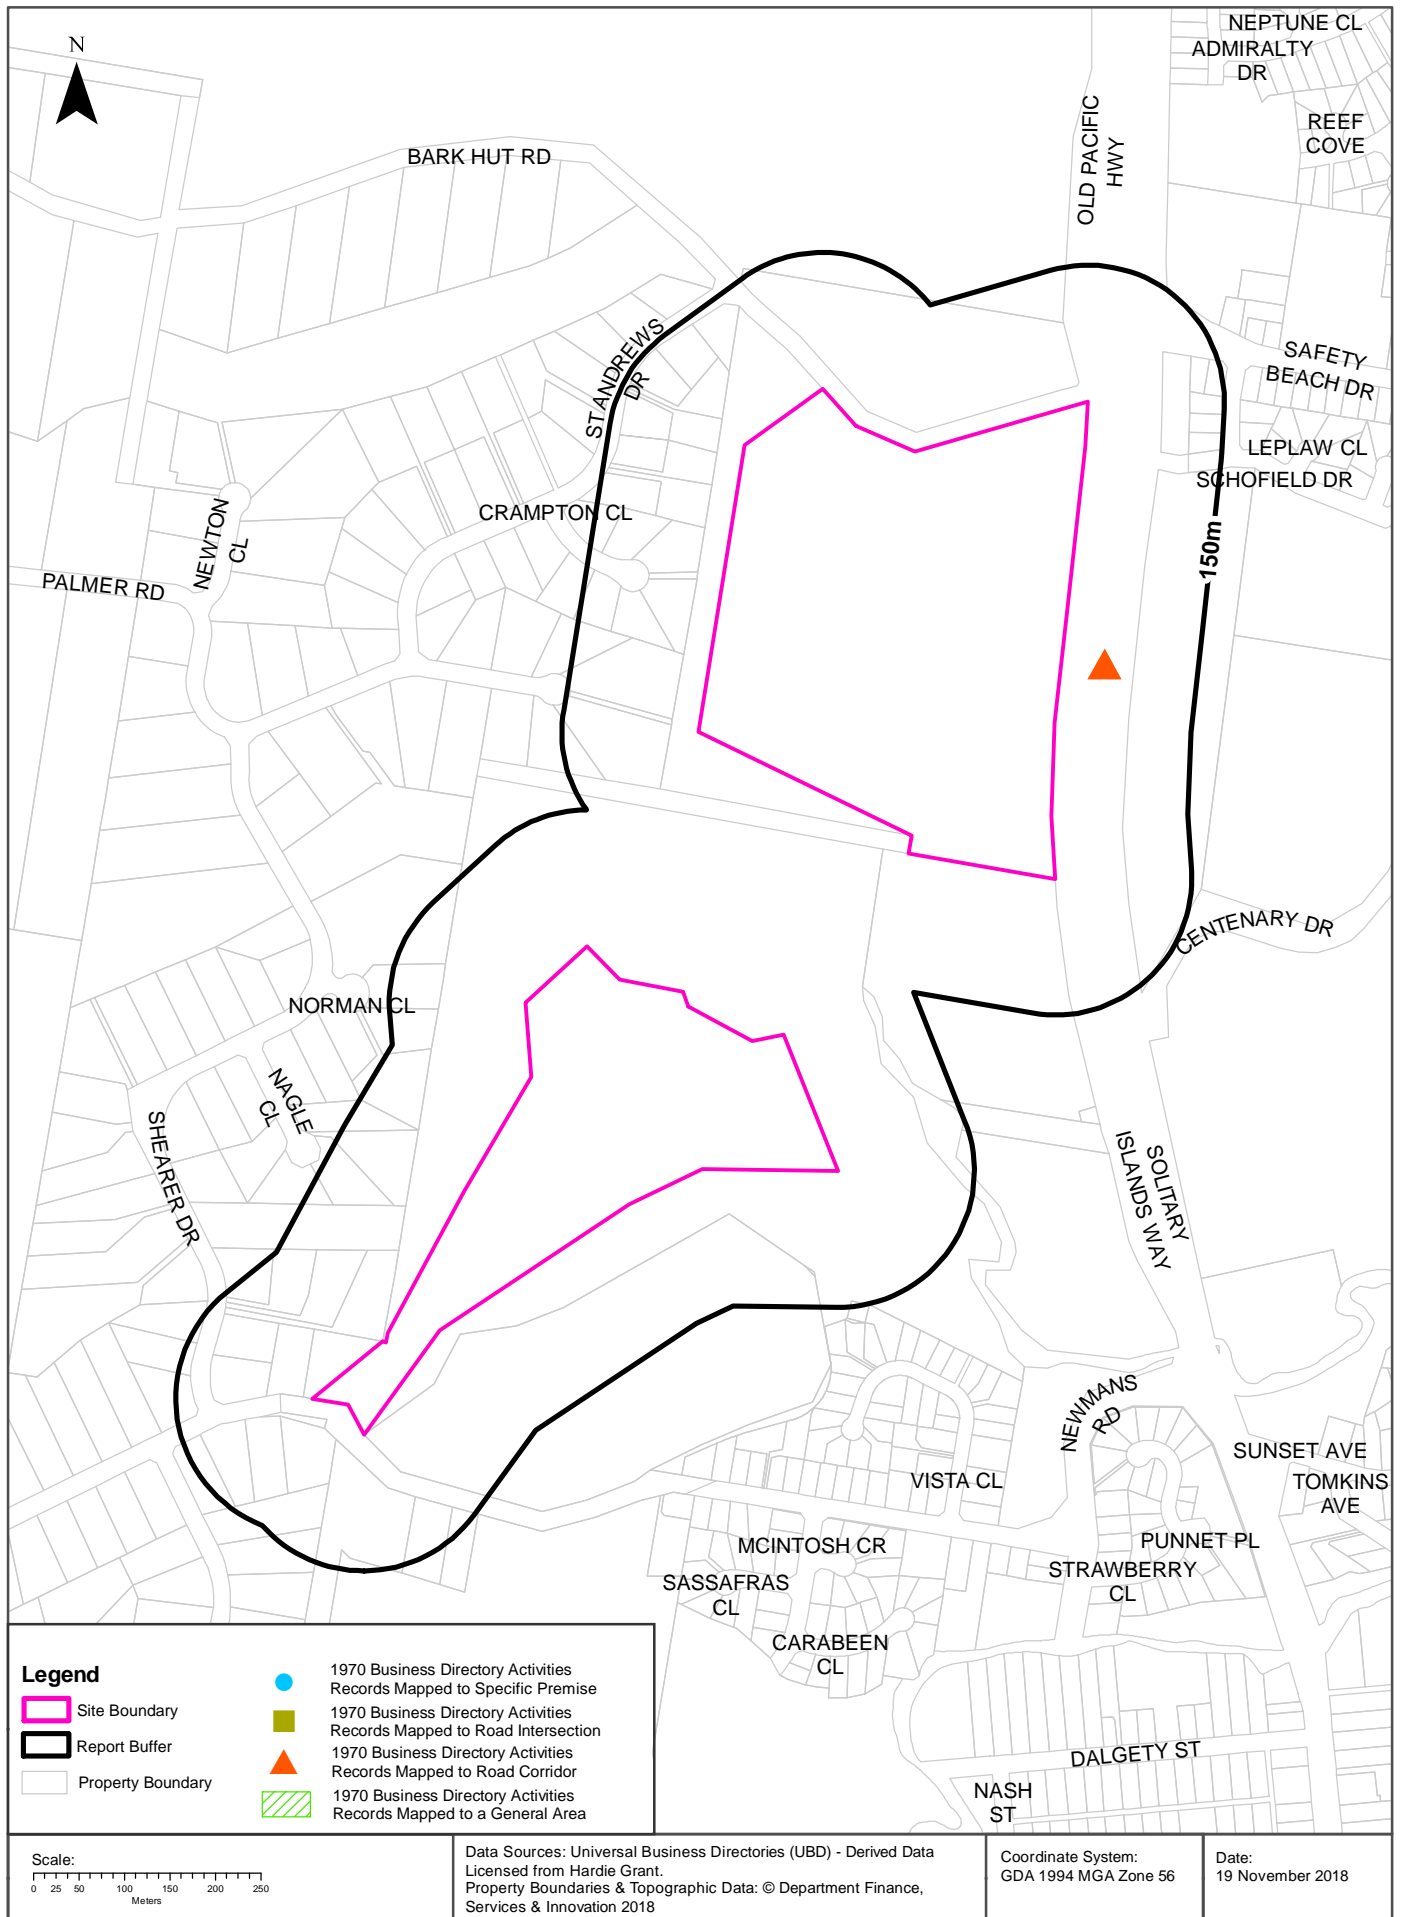 N
NEPTUNE CL
ADMIRALTY
DR
REEF
COVE
OLD PACIFIC
HWY
BARK HUT RD
ST ANDREWS
DR
SAFETY
BEACH DR
LEPLAW CL
SCHOFIELD DR
CRAMPTON CL
NEWTON
CL
150m
PALMER RD
CENTENARY DR
NORMAN CL
NAGLE
CL
SHEARER DR
SOLITARY
ISLANDS WAY
NEWMANS
RD
SUNSET AVE
TOMKINS
AVE
VISTA CL
PUNNET PL
MCINTOSH CR
STRAWBERRY
CL
SASSAFRAS
CL
CARABEEN
CL
DALGETY ST
NASH
ST
Legend
Site Boundary
Report Buffer
Property Boundary
1970 Business Directory Activities
Records Mapped to Specific Premise
1970 Business Directory Activities
Records Mapped to Road Intersection
1970 Business Directory Activities
Records Mapped to Road Corridor
1970 Business Directory Activities
Records Mapped to a General Area
Scale:
0 25 50 100 150 200 250
Meters
Data Sources: Universal Business Directories (UBD) - Derived Data
Licensed from Hardie Grant.
Property Boundaries & Topographic Data: © Department Finance,
Services & Innovation 2018
Coordinate System:
GDA 1994 MGA Zone 56
Date:
19 November 2018